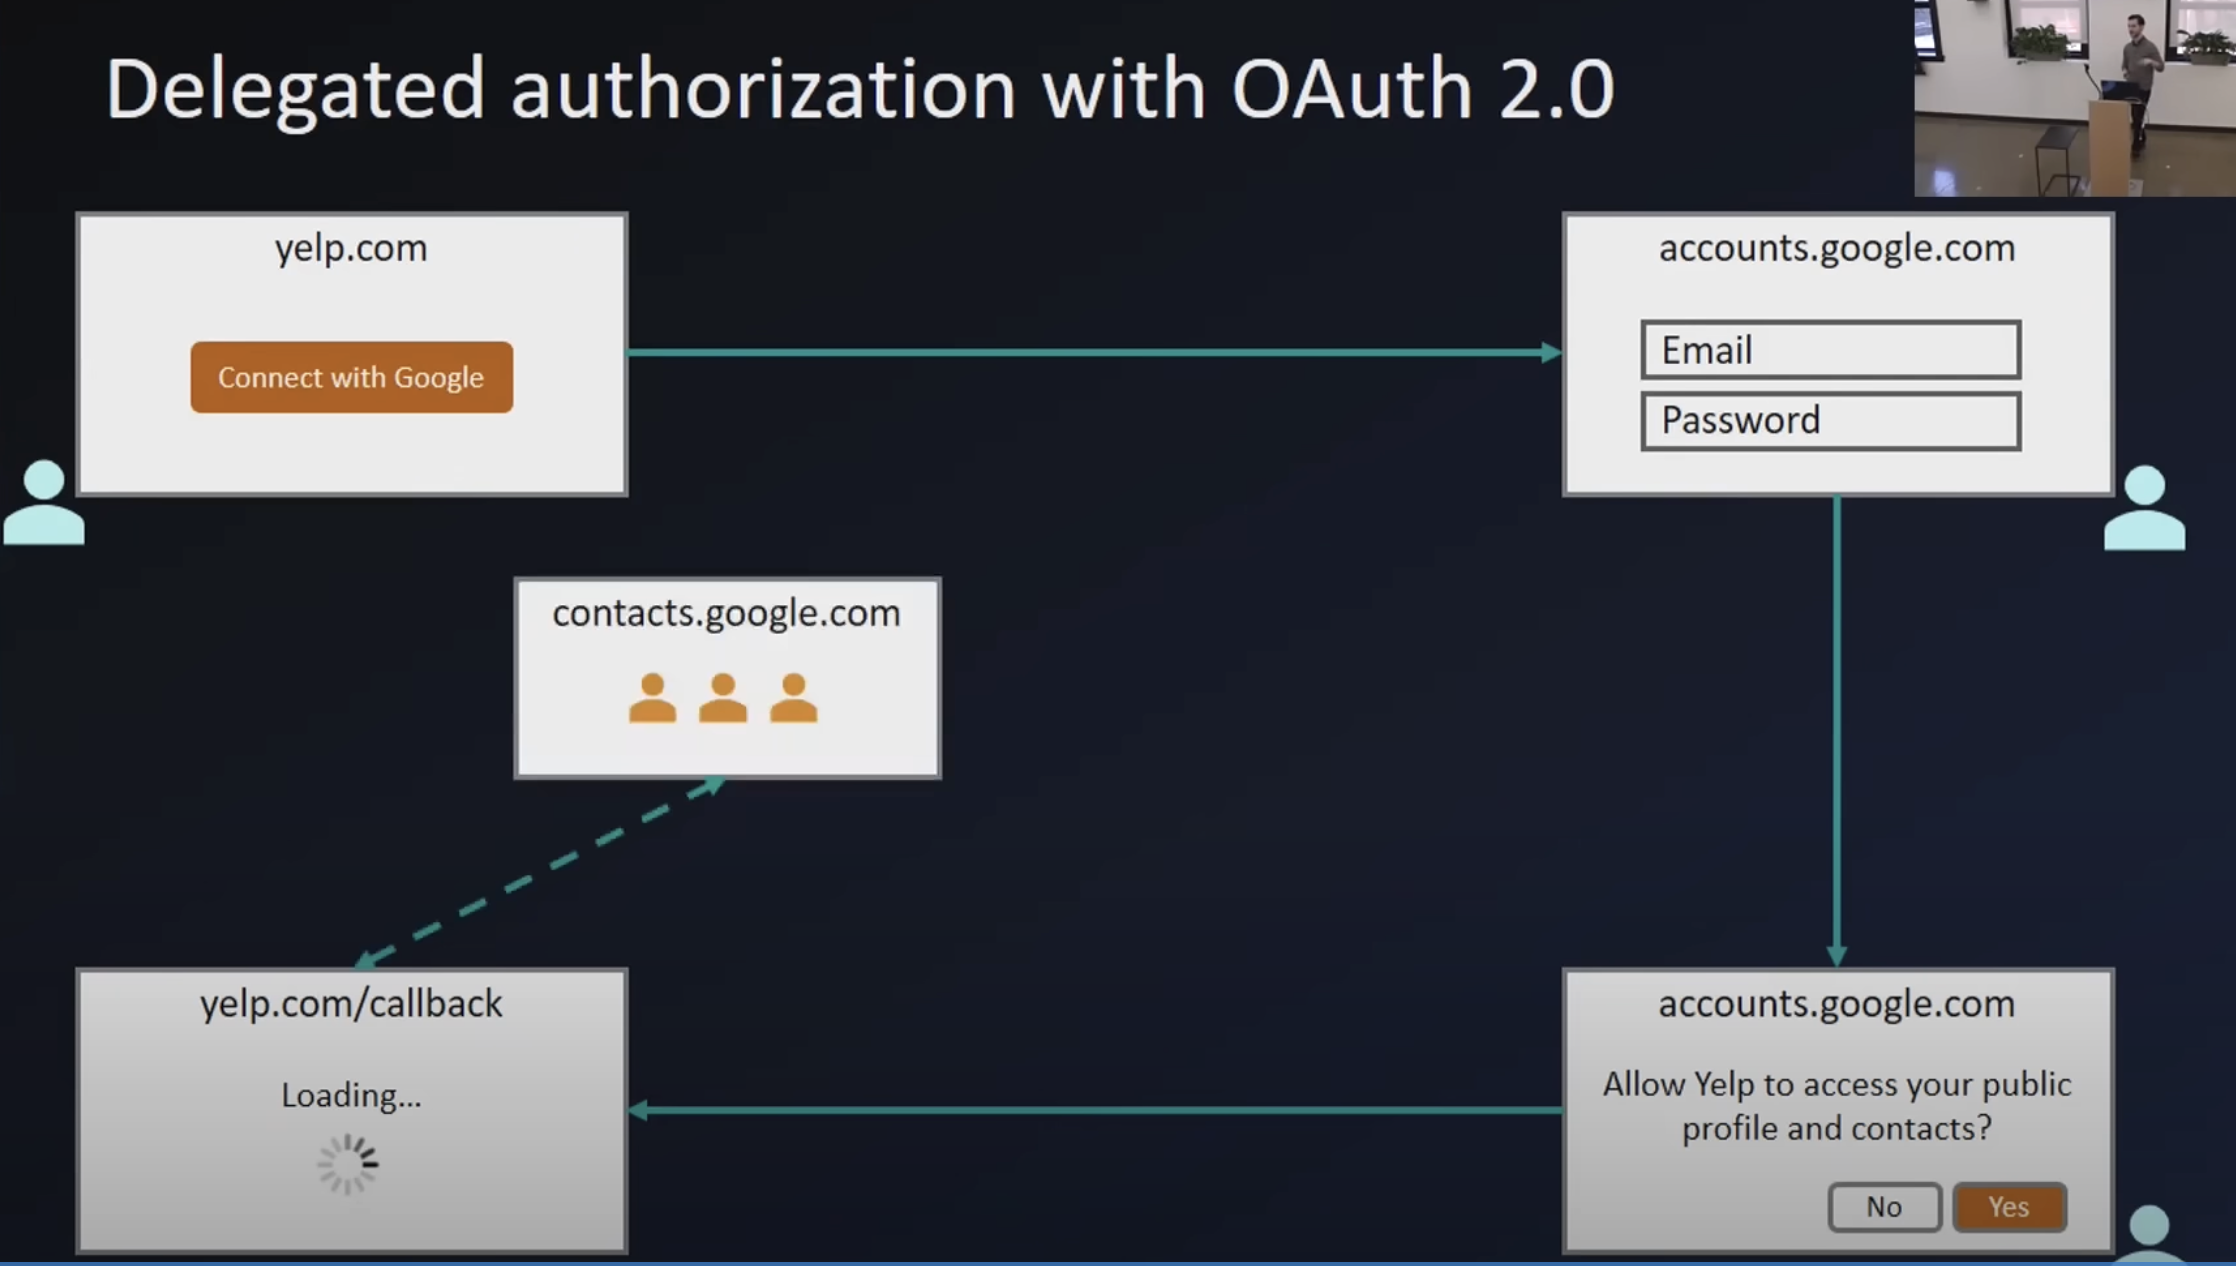 Delegated authorization with OAuth 2.0
yelp.com
Connect with Google
accounts.google.com
Email
Password
contacts.google.com
yelp.com/callback
Loading...
accounts.google.com
Allow Yelp to access your public
profile and contacts?
No
Yes